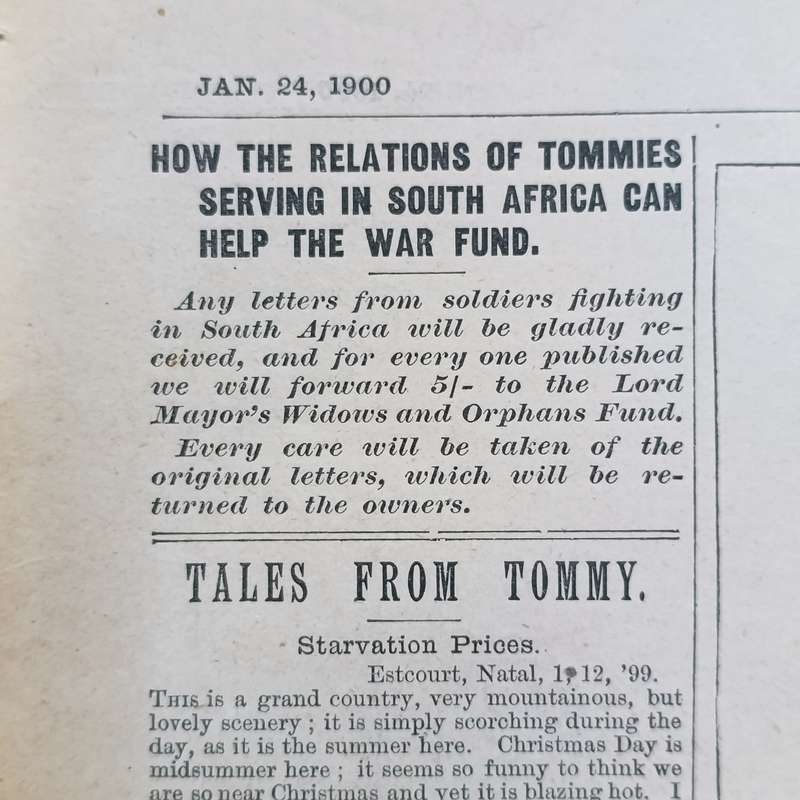 JAN. 24, 1900
HOW THE RELATIONS OF TOMMIES
SERVING IN SOUTH AFRICA CAN
HELP THE WAR FUND.
Any letters from soldiers fighting
in South Africa will be gladly re-
ceived, and for every one published
we will forward 5/- to the Lord
Mayor's Widows and Orphans Fund.
Every care will be taken of the
original letters, which will be re-
turned to the owners.
TALES FROM TOMMY.
Starvation Prices.
Estcourt, Natal, 1, 12, '99.
THIS is a grand country, very mountainous, but
lovely scenery; it is simply scorching during the
day, as it is the summer here. Christmas Day is
midsummer here; it seems so funny to think we
are so near Christmas and yet it is blazing hot. I